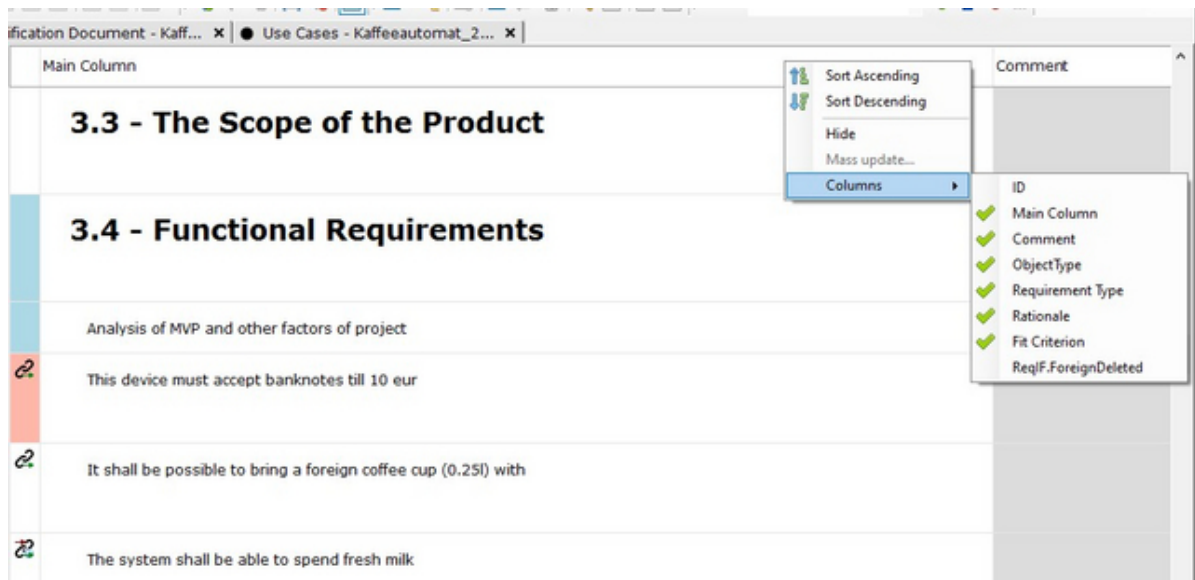 ification Document - Kaff... x Use Cases - Kaffeeautomat_2... x
Main Column Comment
Sort Ascending
Sort Descending
Hide
Mass update...
Columns
ID
Main Column
Comment
ObjectType
Requirement Type
Rationale
Fit Criterion
ReqIF.ForeignDeleted
3.3 - The Scope of the Product
3.4 - Functional Requirements
Analysis of MVP and other factors of project
This device must accept banknotes till 10 eur
It shall be possible to bring a foreign coffee cup (0.25l) with
The system shall be able to spend fresh milk